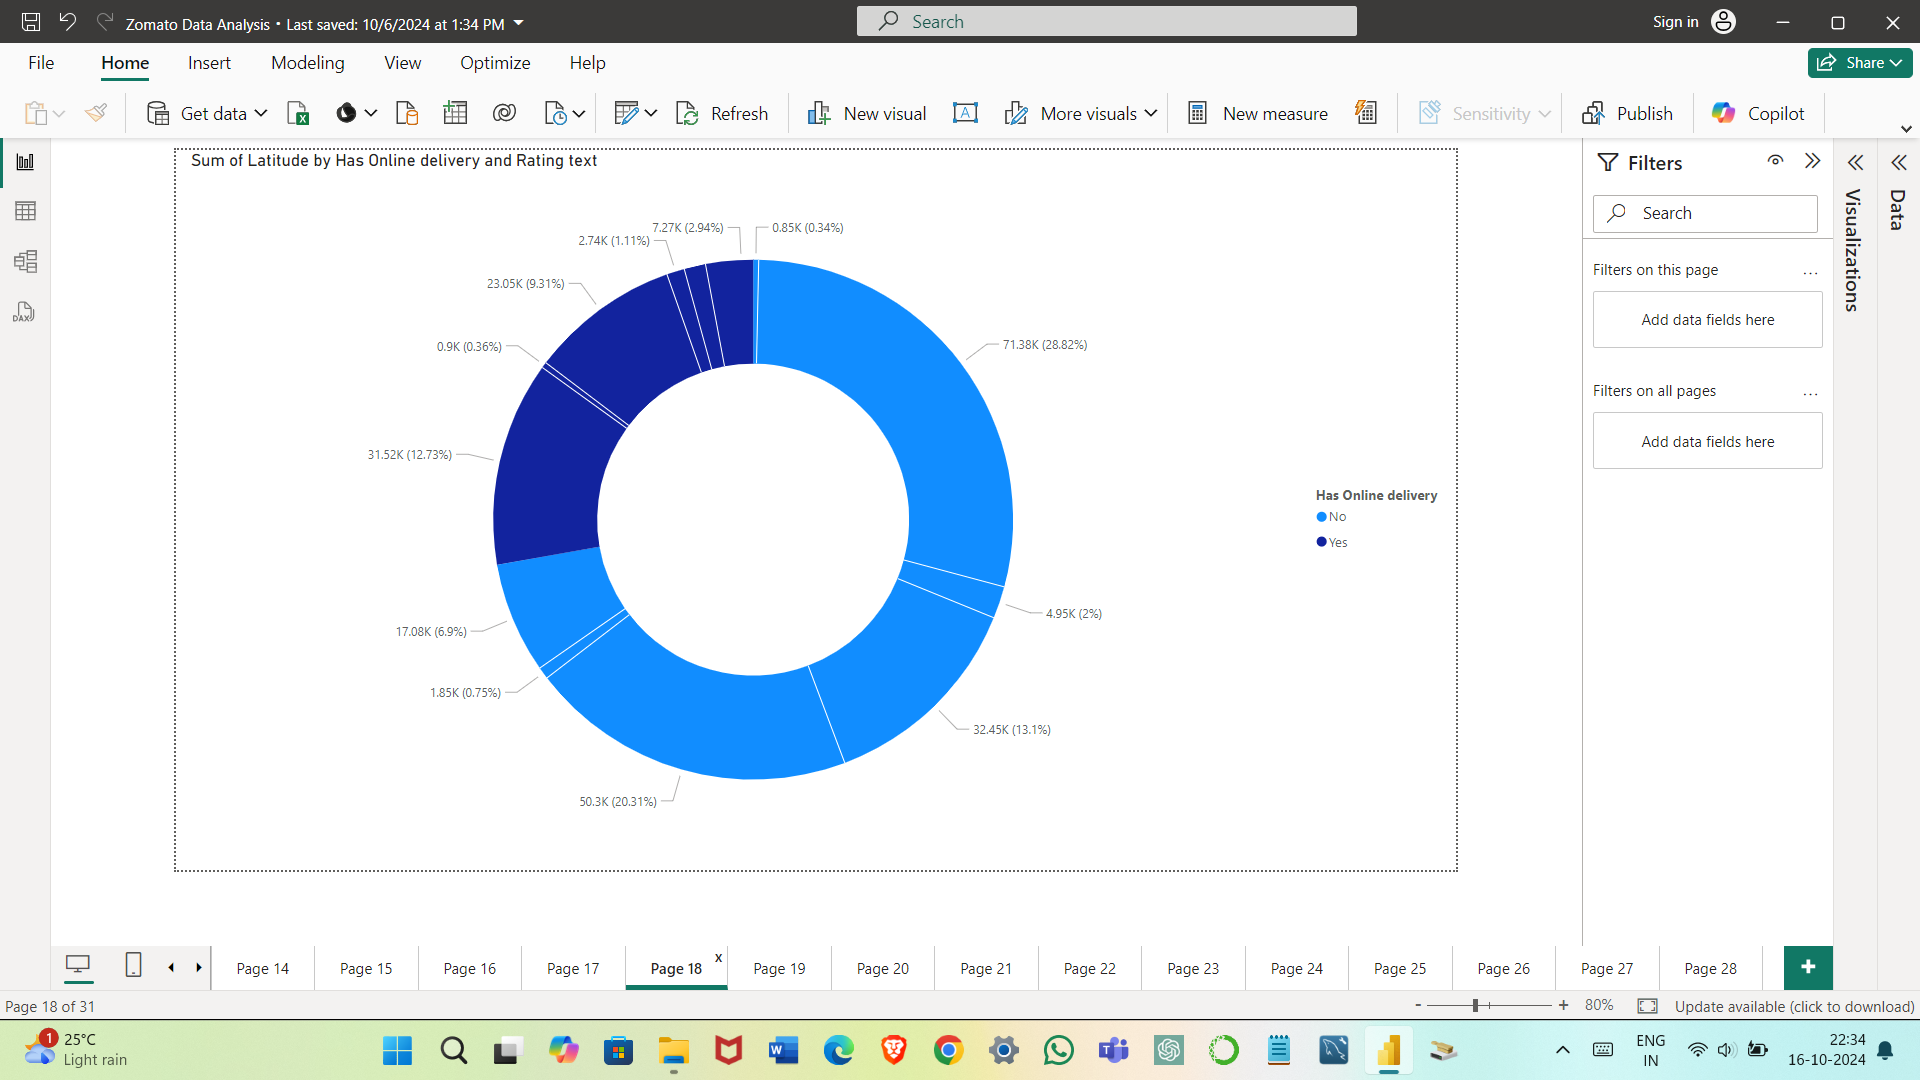 Zomato Data Analysis • Last saved: 10/6/2024 at 1:34 PM
Search
Sign in
File
Home
Insert
Modeling
View
Optimize
Help
Share
Get data
Refresh
New visual
More visuals
New measure
Sensitivity
Publish
Copilot
Sum of Latitude by Has Online delivery and Rating text
7.27K (2.94%)
0.85K (0.34%)
2.74K (1.11%)
23.05K (9.31%)
0.9K (0.36%)
71.38K (28.82%)
31.52K (12.73%)
4.95K (2%)
17.08K (6.9%)
1.85K (0.75%)
32.45K (13.1%)
50.3K (20.31%)
Has Online delivery
No
Yes
Filters
Search
Filters on this page
...
Add data fields here
Filters on all pages
...
Add data fields here
Visualizations
Data
DAX
Page 14
Page 15
Page 16
Page 17
Page 18
x
Page 19
Page 20
Page 21
Page 22
Page 23
Page 24
Page 25
Page 26
Page 27
Page 28
+
Page 18 of 31
-
+
80%
Update available (click to download)
1
25°C
Light rain
ENG
IN
22:34
16-10-2024